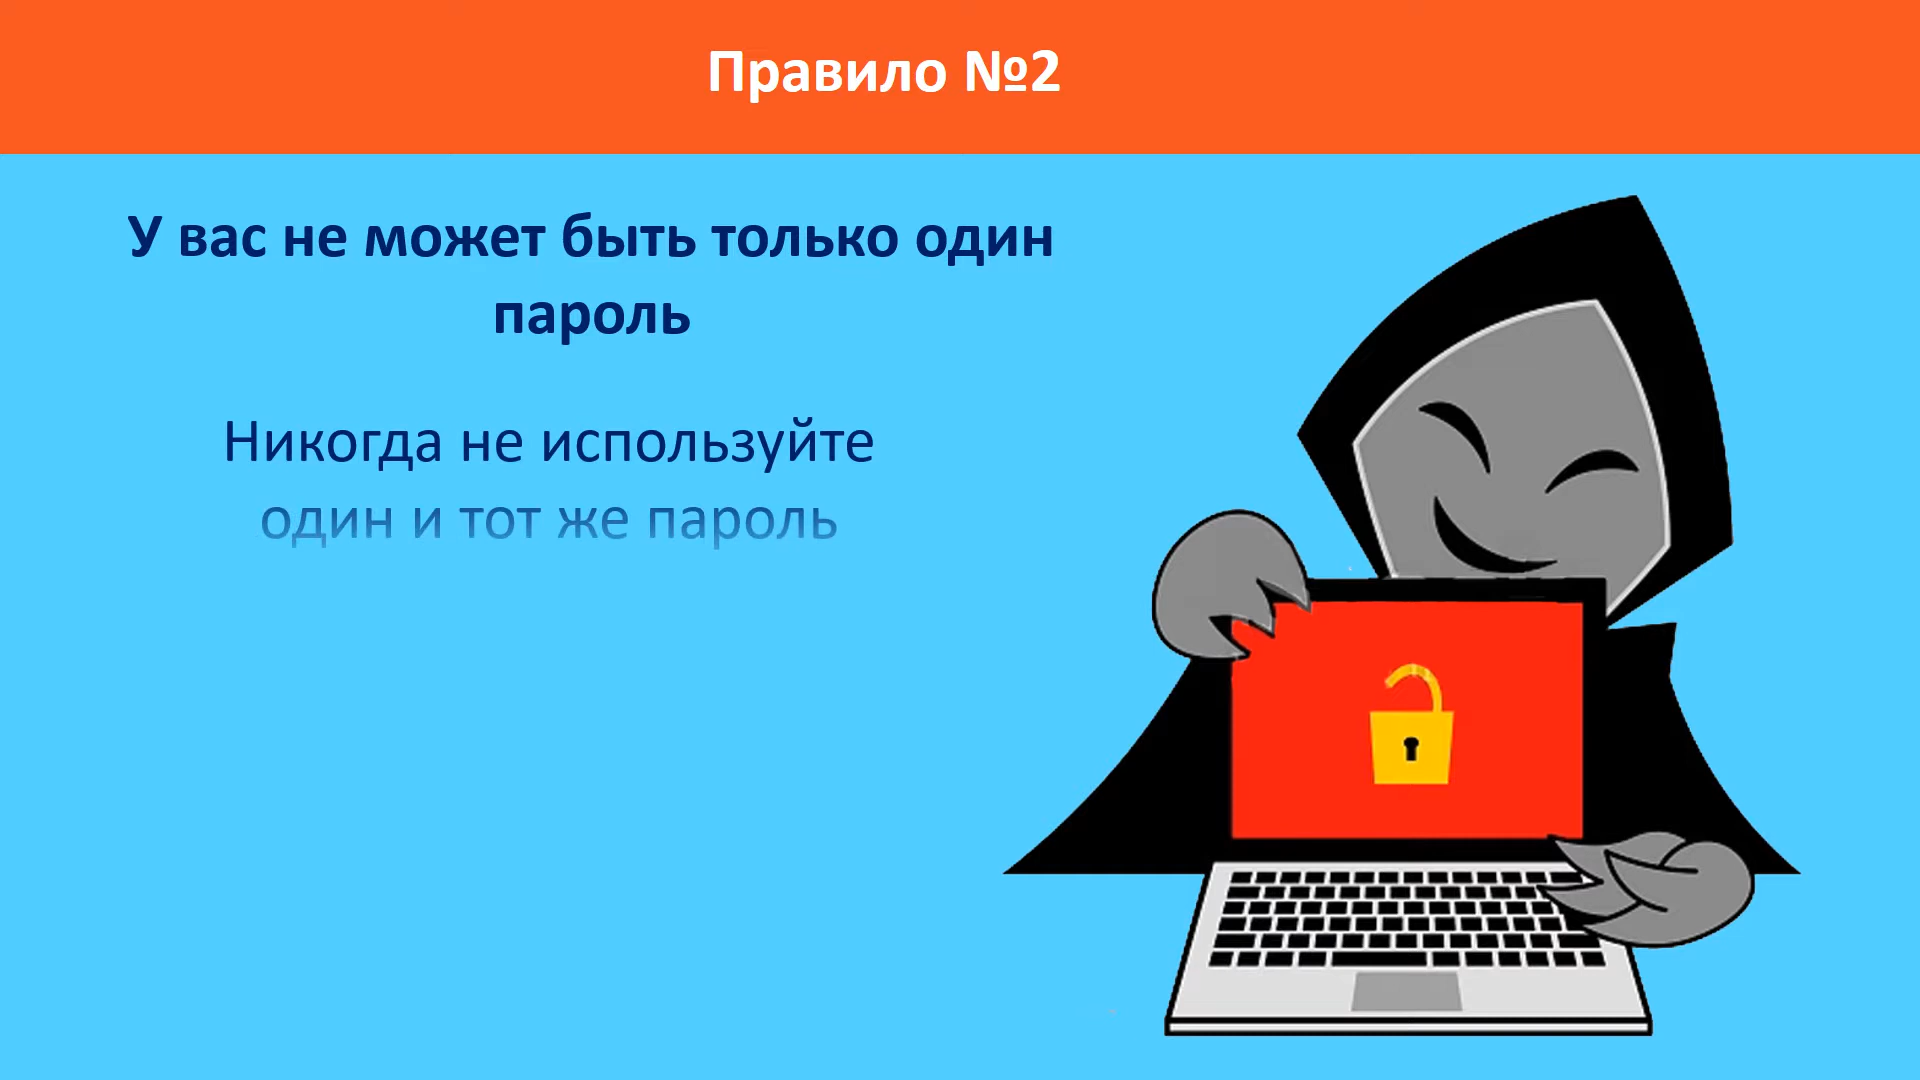 Правило №2
У вас не может быть только один
пароль
Никогда не используйте
один и тот же пароль